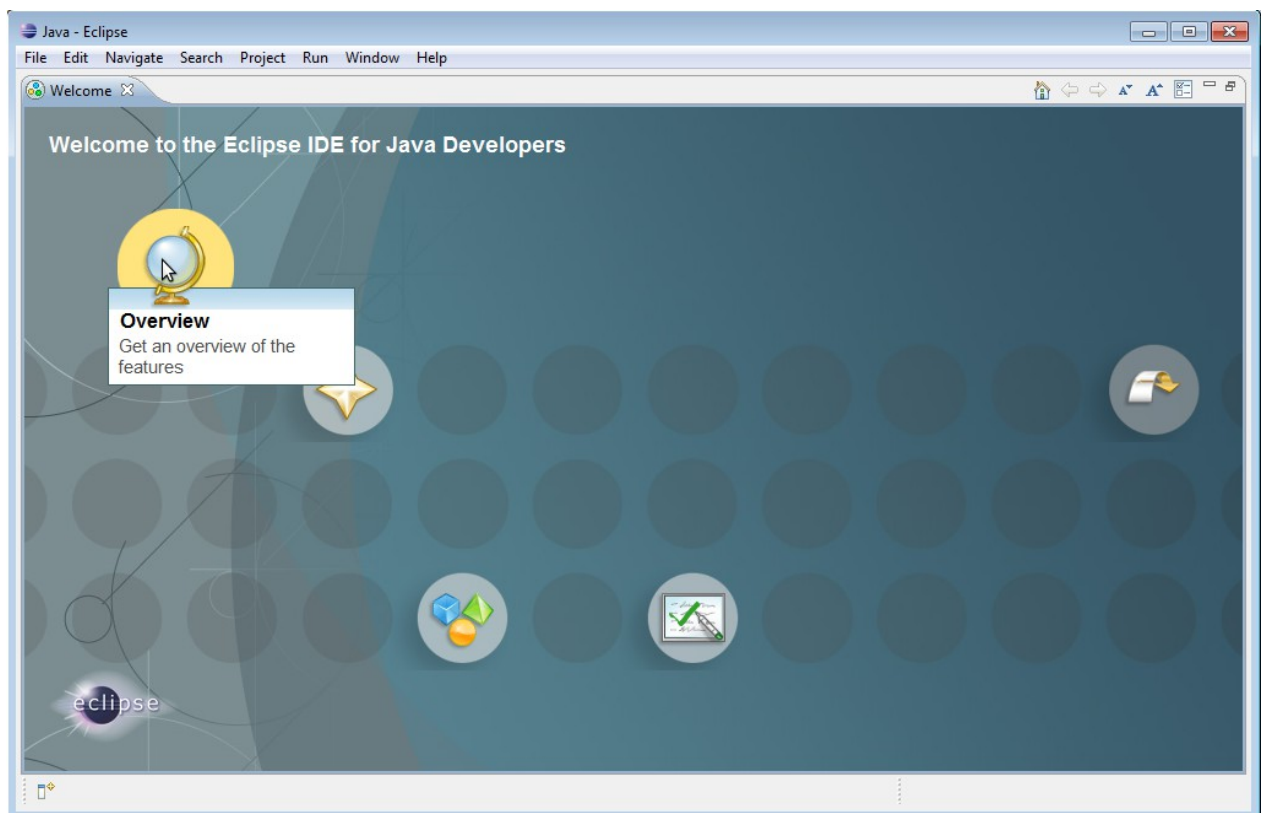 Java - Eclipse
File Edit Navigate Search Project Run Window Help
Welcome
Welcome to the Eclipse IDE for Java Developers
Overview
Get an overview of the
features
eclipse